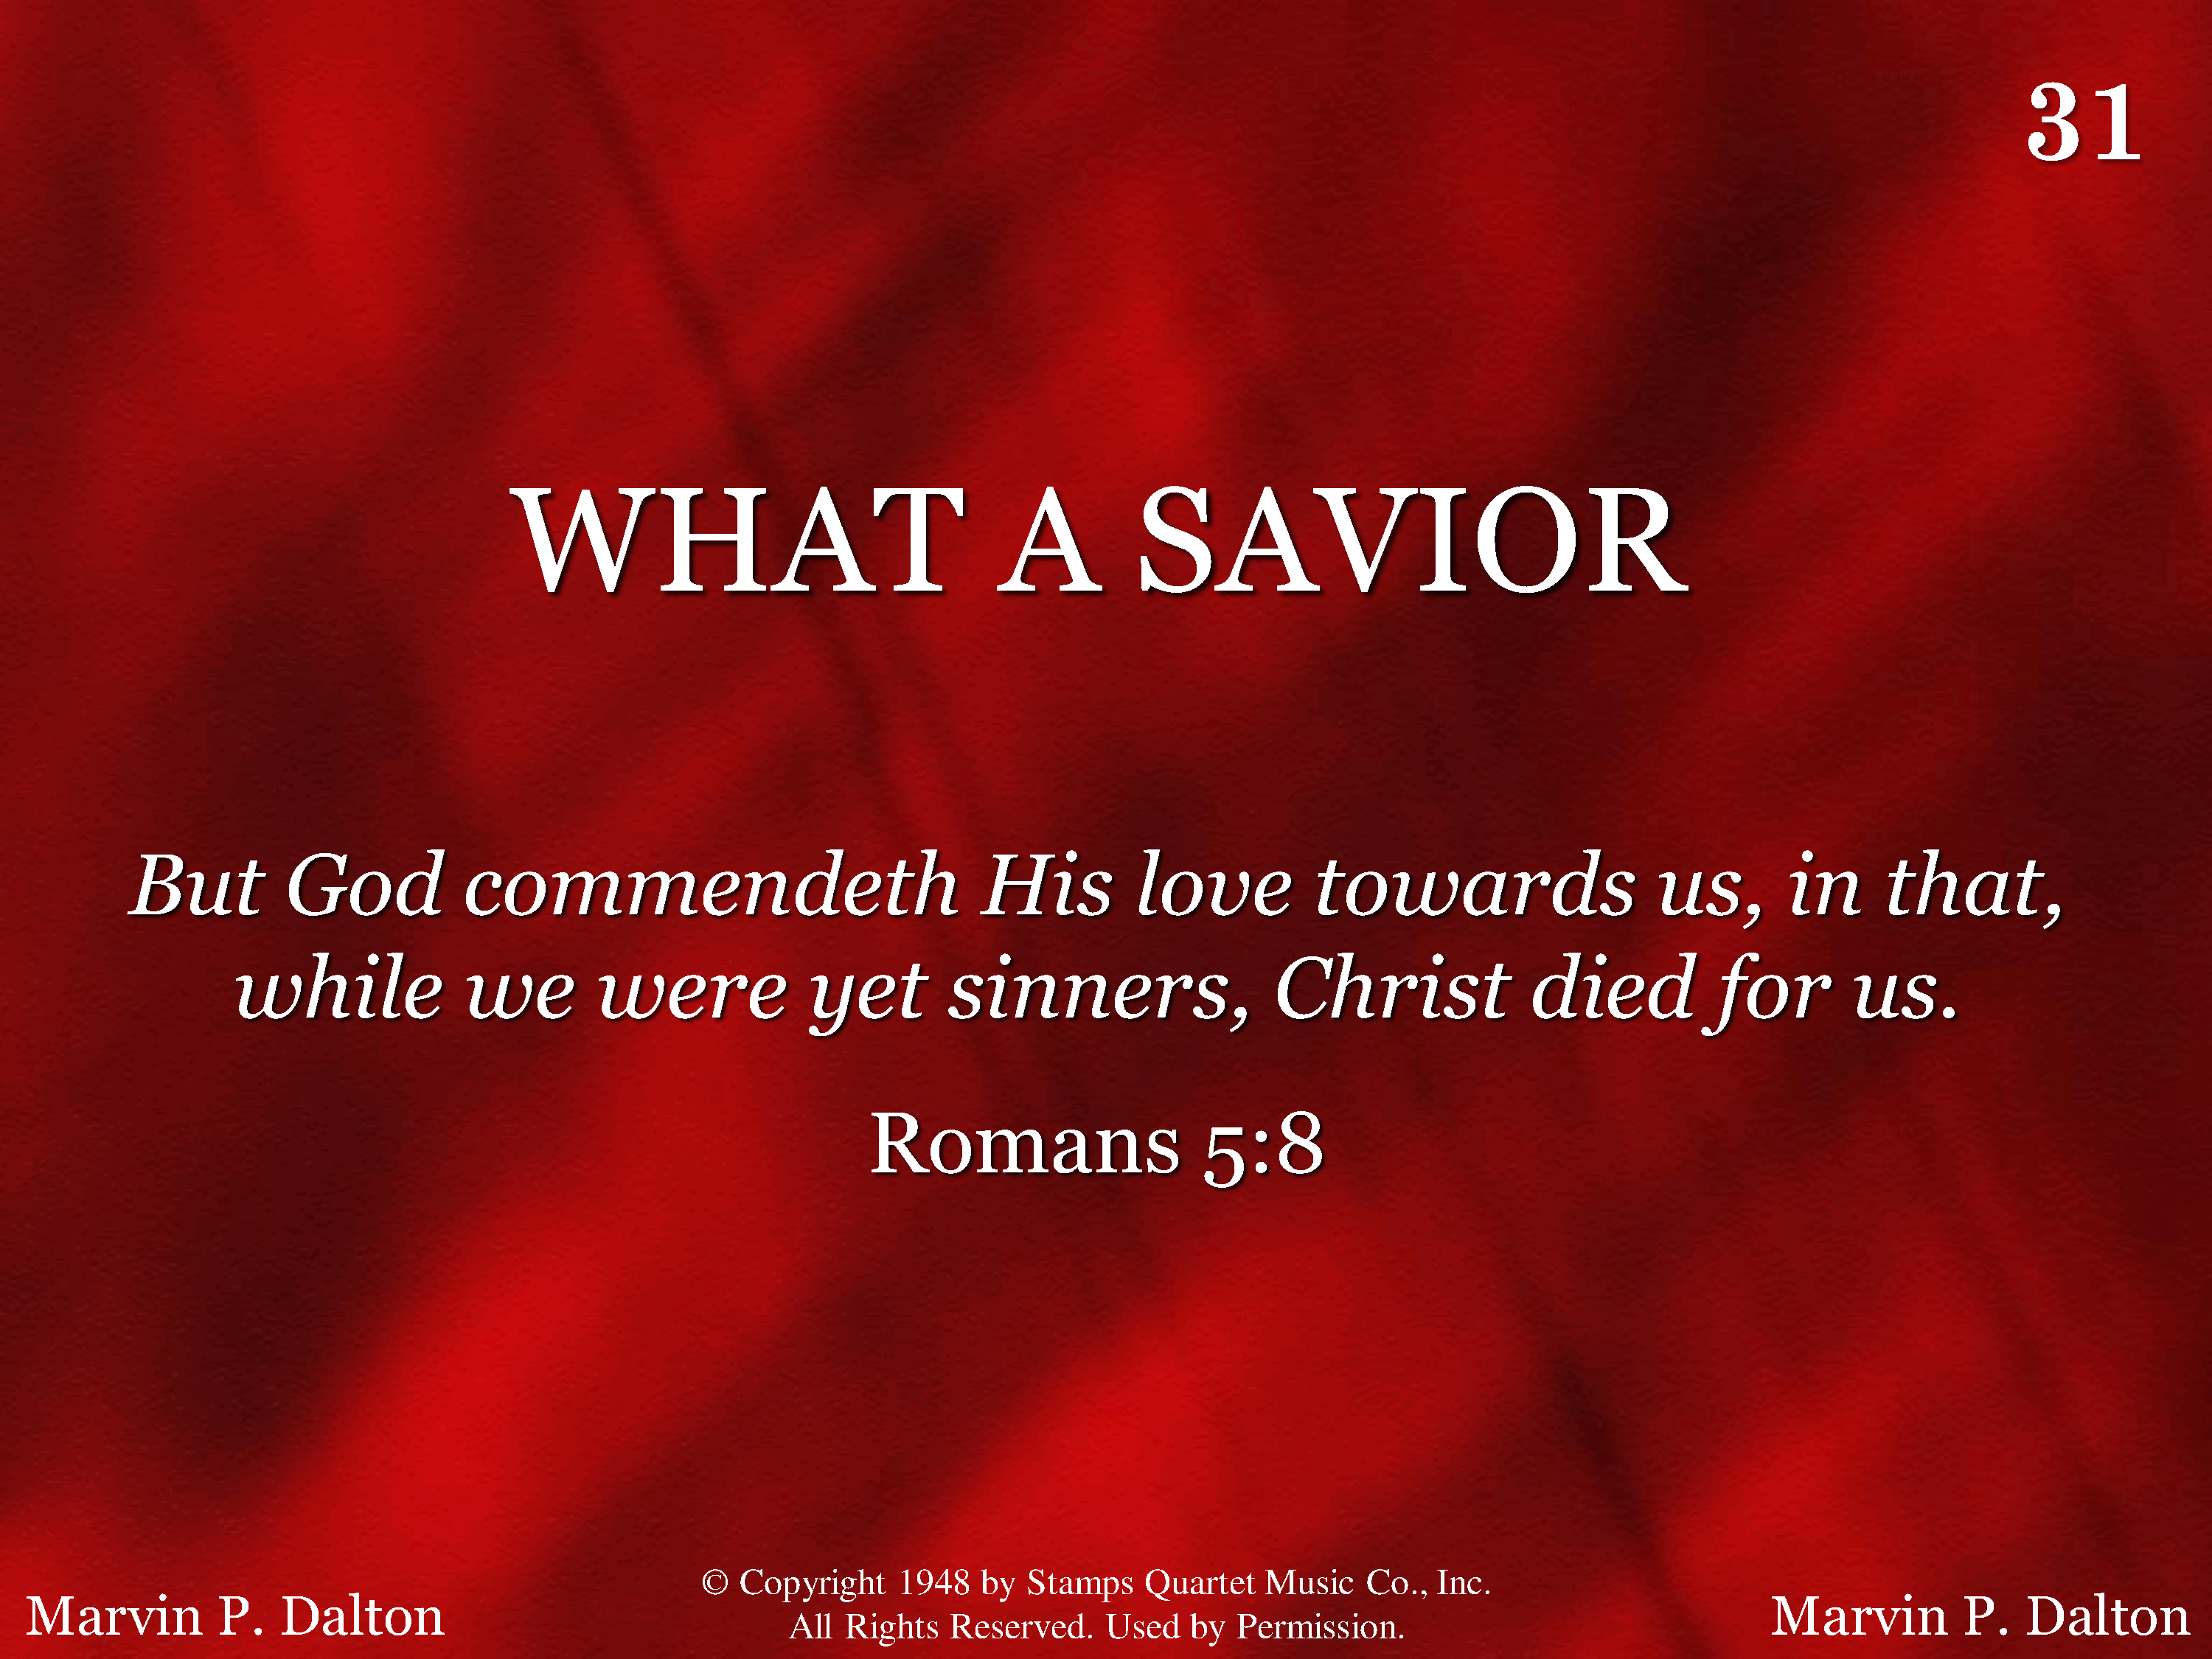 31
WHAT A SAVIOR
But God commendeth His love towards us, in that,
while we were yet sinners, Christ died for us.
Romans 5:8
© Copyright 1948 by Stamps Quartet Music Co., Inc.
All Rights Reserved. Used by Permission.
Marvin P. Dalton
Marvin P. Dalton